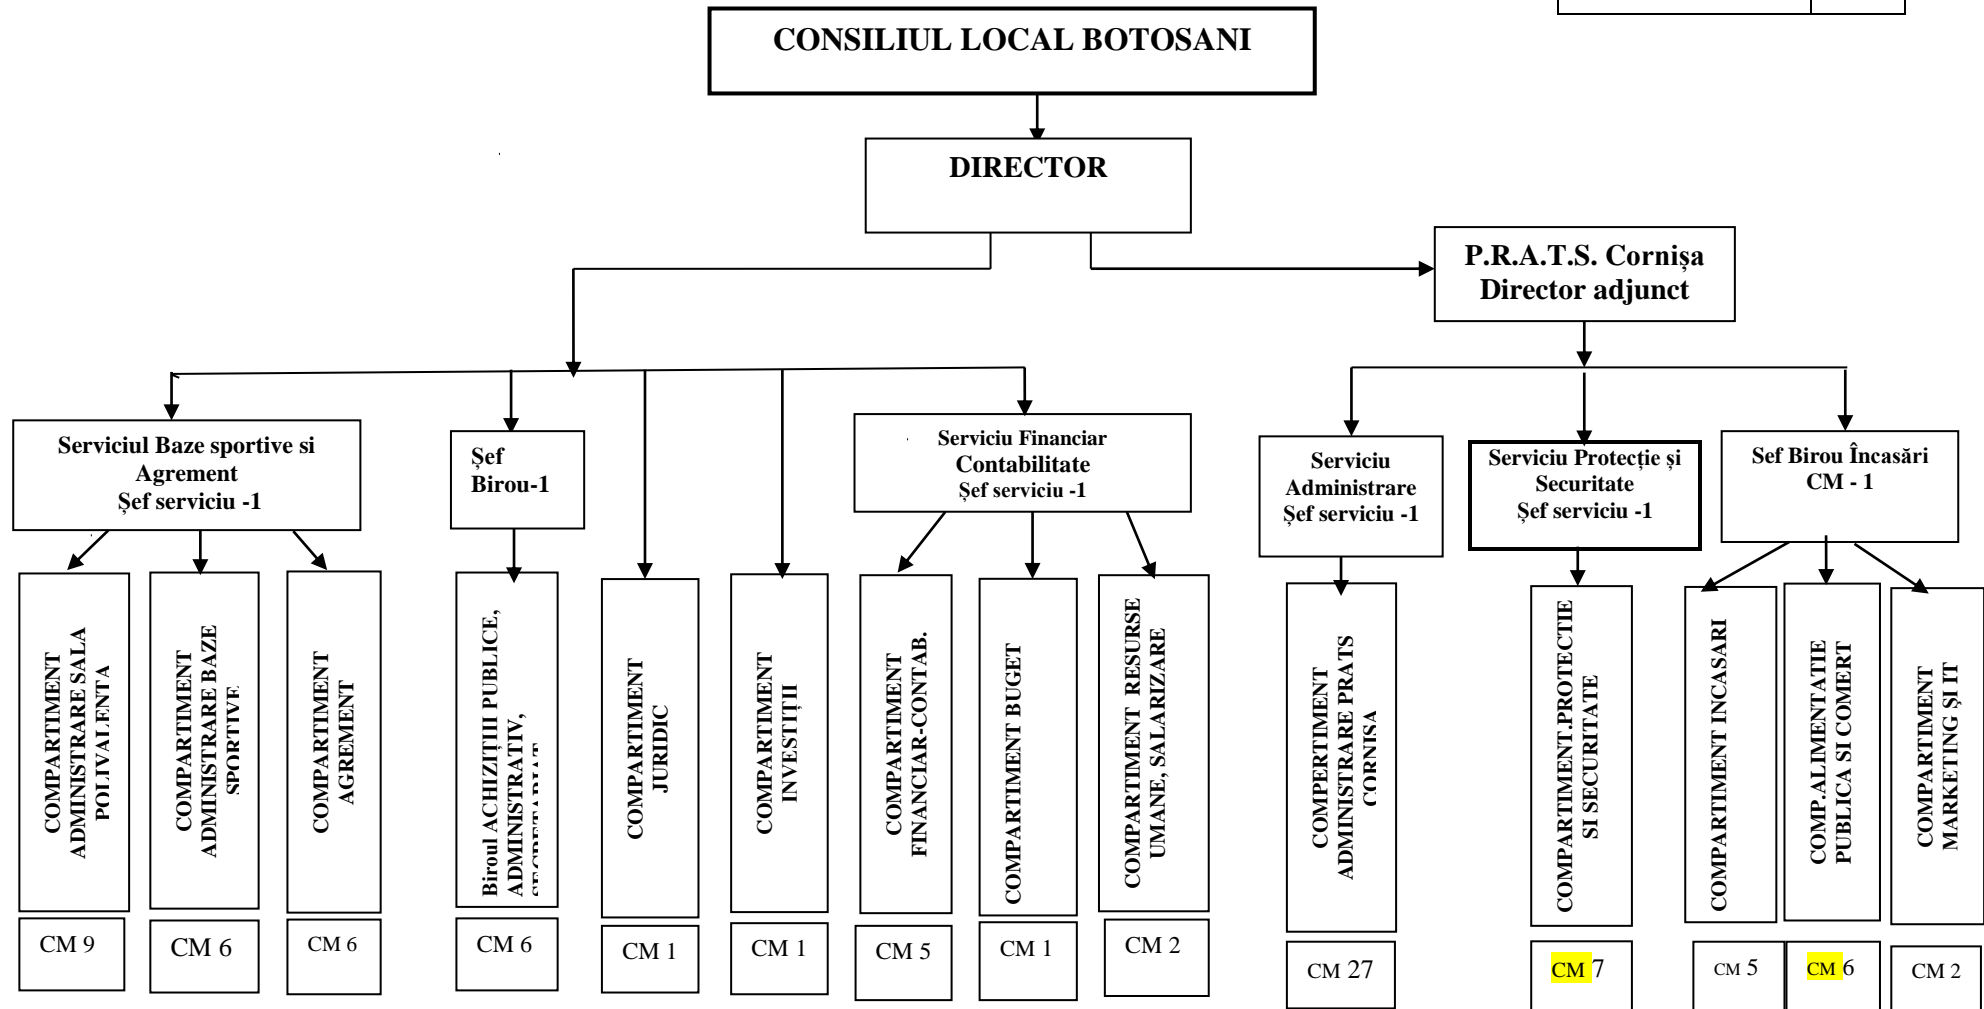 CONSILIUL LOCAL BOTOSANI
DIRECTOR
P.R.A.T.S. Cornișa
Director adjunct
Serviciul Baze sportive si
Agrement
Șef serviciu -1
Șef
Birou-1
Serviciu Financiar
Contabilitate
Șef serviciu -1
Serviciu
Administrare
Șef serviciu -1
Serviciu Protecție și
Securitate
Șef serviciu -1
Sef Birou Încasări
CM - 1
COMPARTIMENT
ADMINISTRARE SALA
POLIVALENTA
COMPARTIMENT
ADMINISTRARE BAZE
SPORTIVE
COMPARTIMENT
AGREMENT
Biroul ACHIZIȚII PUBLICE,
ADMINISTRATIV,
SECRETARIAT
COMPARTIMENT
JURIDIC
COMPARTIMENT
INVESTIȚII
COMPARTIMENT
FINANCIAR-CONTAB.
COMPARTIMENT BUGET
COMPARTIMENT RESURSE
UMANE, SALARIZARE
COMPERTIMENT
ADMINISTRARE PRATS
CORNISA
COMPARTIMENT.PROTECTIE
SI SECURITATE
COMPARTIMENT INCASARI
COMP.ALIMENTATIE
PUBLICA SI COMERT
COMPARTIMENT
MARKETING ȘI IT
CM 9
CM 6
CM 6
CM 6
CM 1
CM 1
CM 5
CM 1
CM 2
CM 27
CM 7
CM 5
CM 6
CM 2